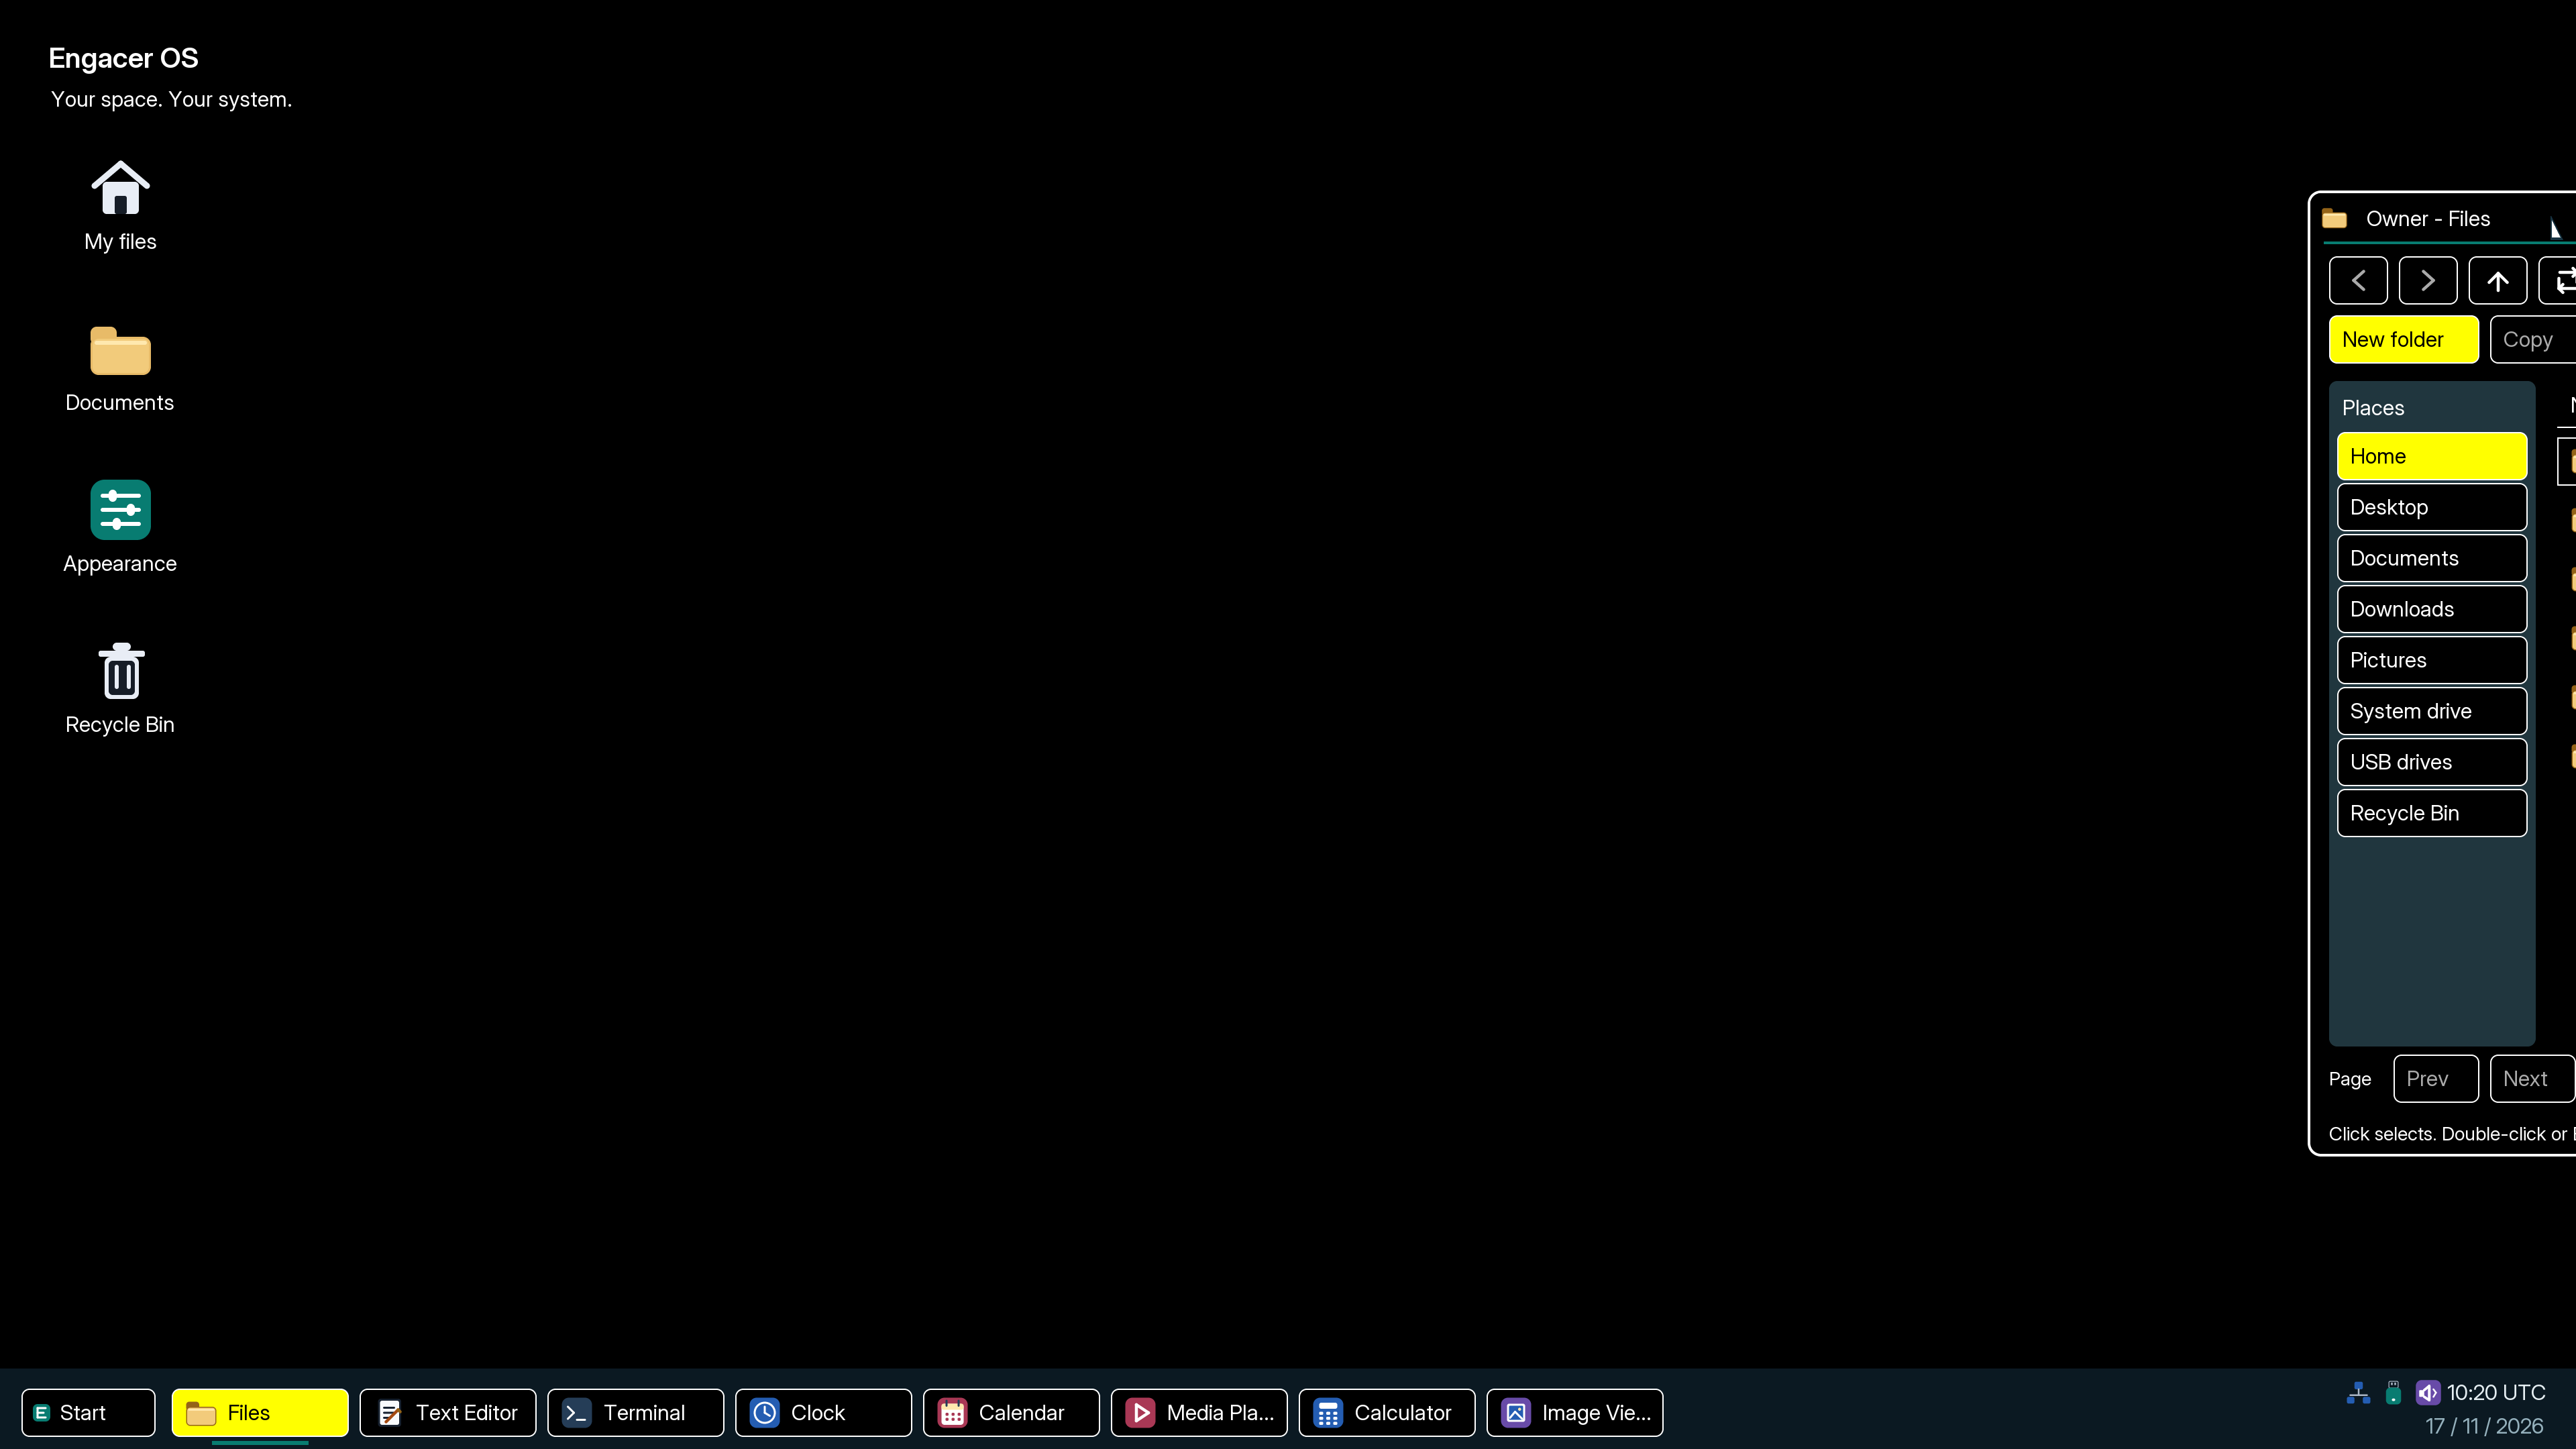 Engacer OS
Your space. Your system.
My files
Documents
Appearance
Recycle Bin
Owner - Files
New folder
Copy
Places
Home
Desktop
Documents
Downloads
Pictures
System drive
USB drives
Recycle Bin
Page
Prev
Next
Click selects. Double-click or
Start
Files
Text Editor
Terminal
Clock
Calendar
Media Pla...
Calculator
Image Vie...
10:20 UTC
17 / 11 / 2026